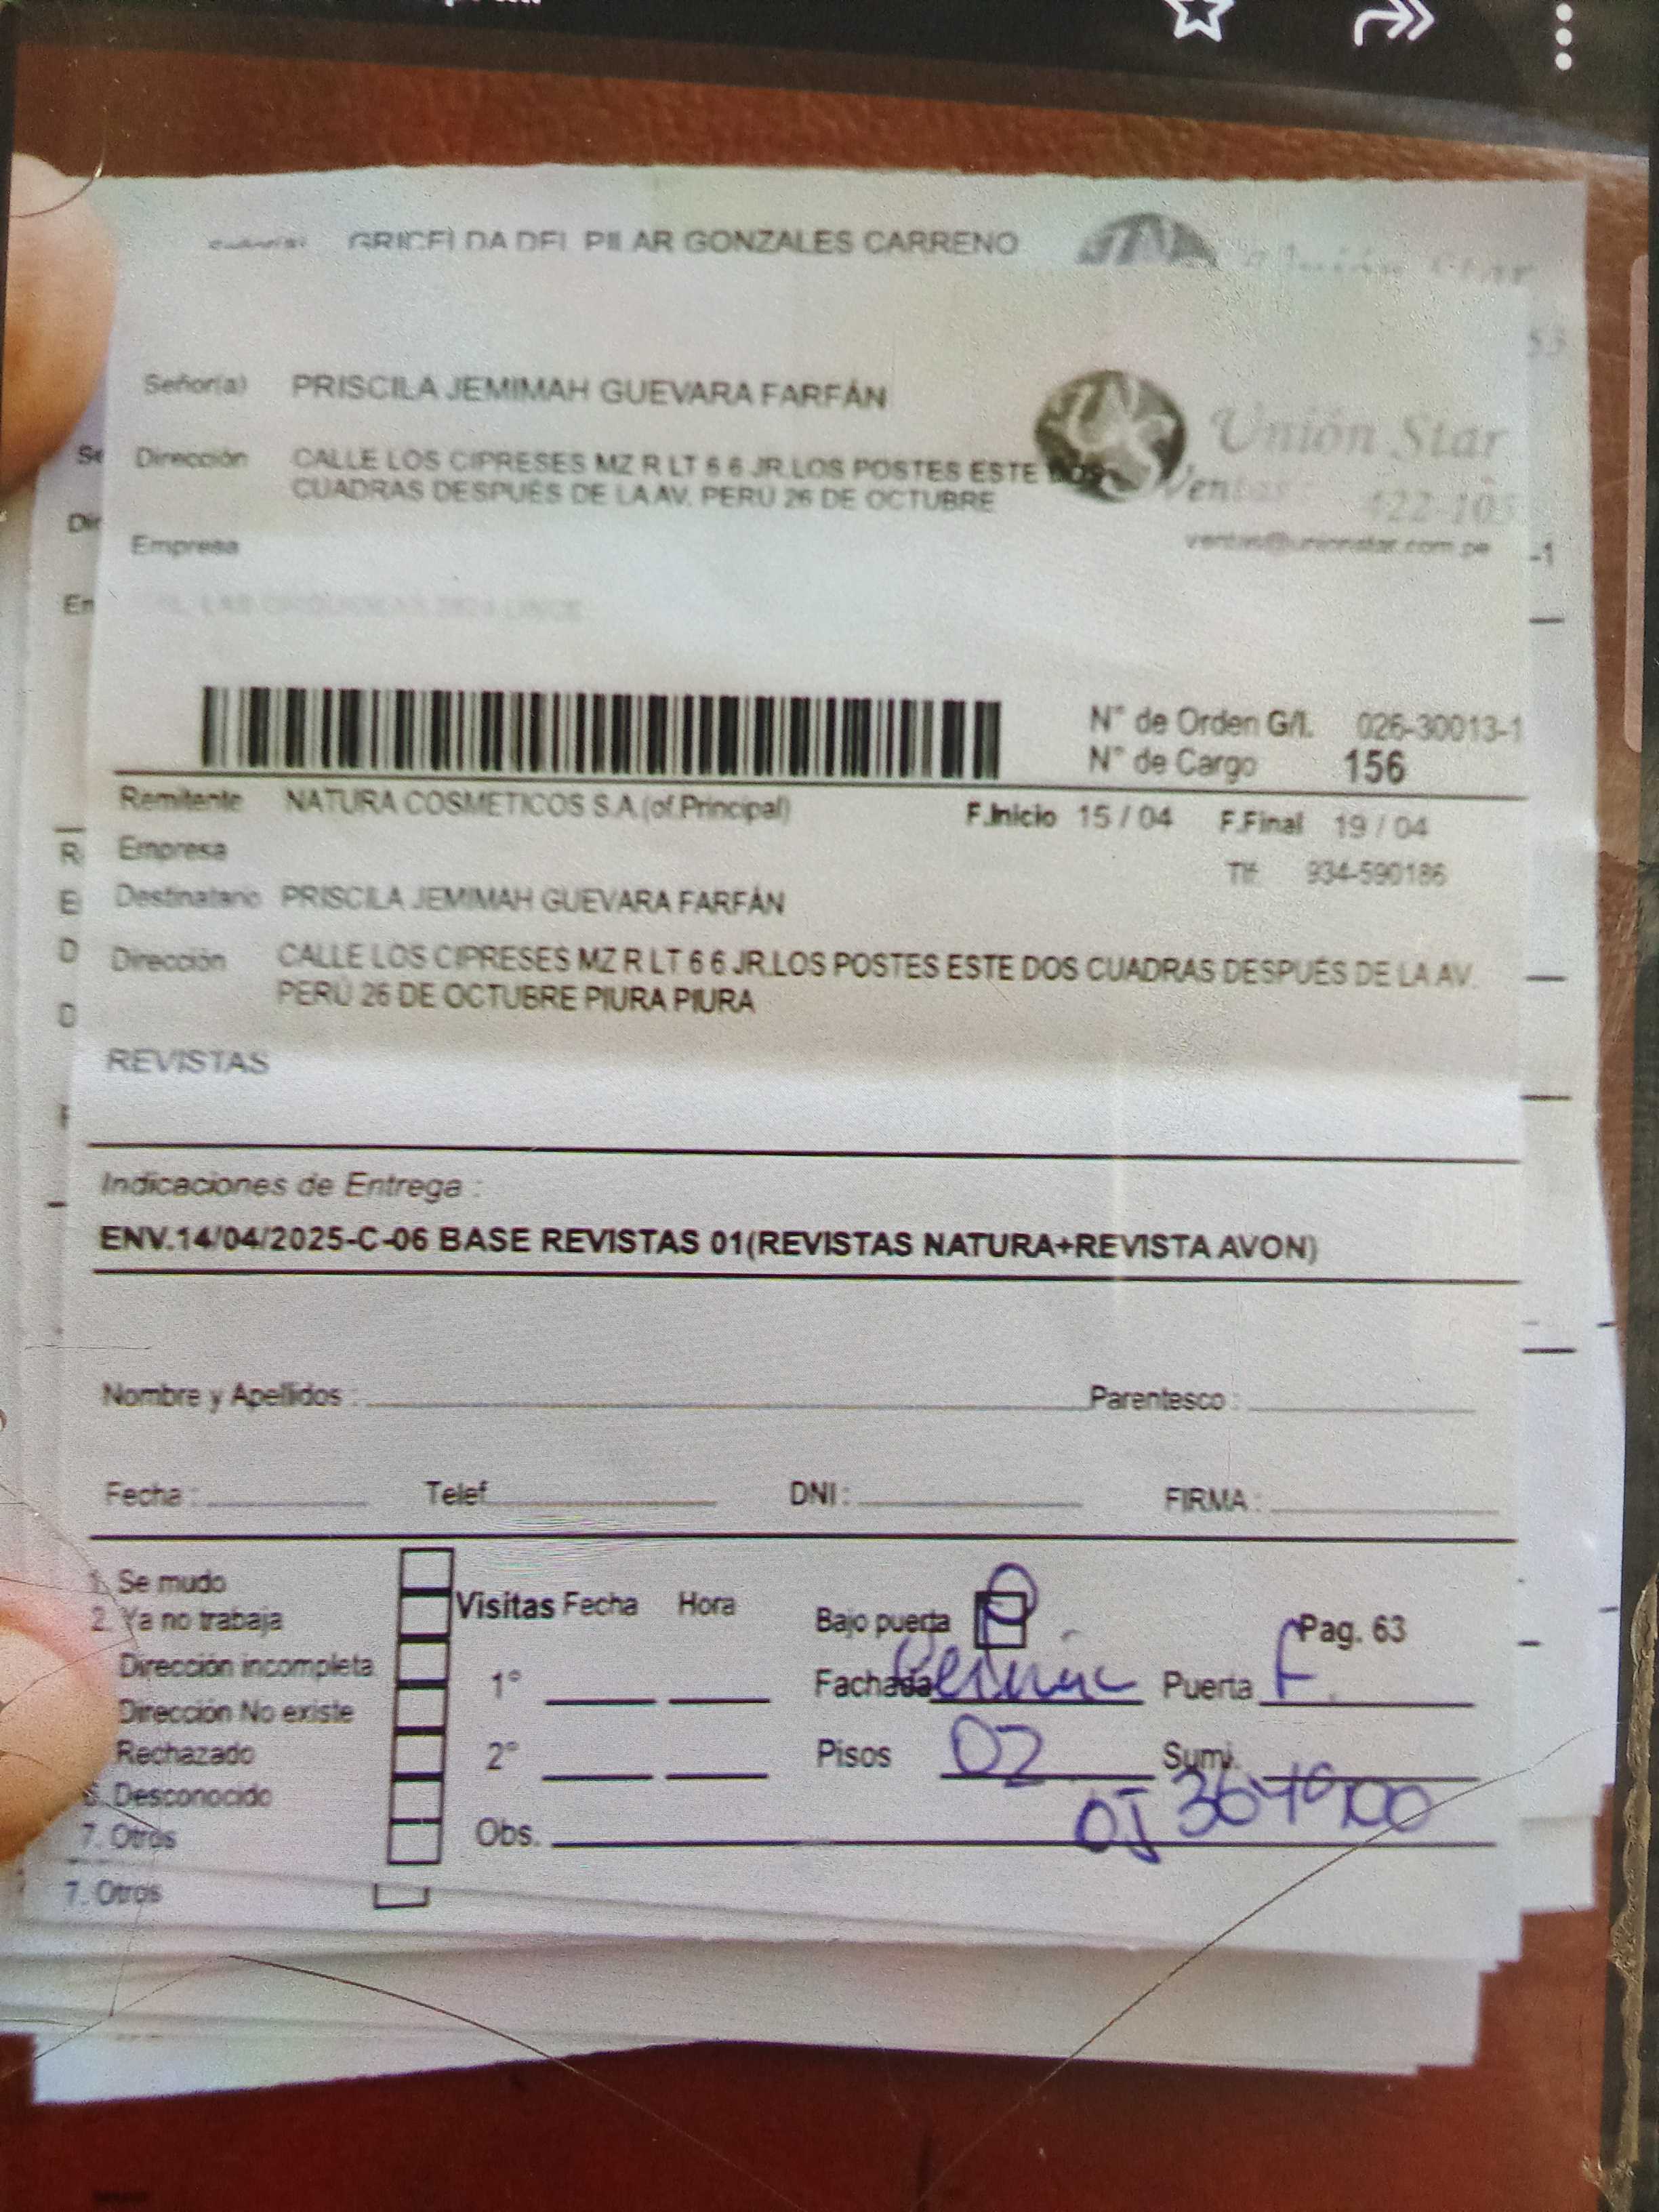 GRICELDA DEL PILAR GONZALES CARRENO
Señor(a) PRISCILA JEMIMAH GUEVARA FARFÁN
Unión Star
Dirección CALLE LOS CIPRESES MZ R LT 6 6 JR.LOS POSTES ESTE DOS
CUADRAS DESPUÉS DE LA AV. PERÚ 26 DE OCTUBRE
Ventas 422-105
ventas@unionstar.com.pe
Empresa
N° de Orden G/I. 026-30013-1
N° de Cargo 156
Remitente NATURA COSMETICOS S.A.(of.Principal)
F.Inicio 15 / 04 F.Final 19 / 04
Empresa
Tlf: 934-590186
Destinatario PRISCILA JEMIMAH GUEVARA FARFÁN
Dirección CALLE LOS CIPRESES MZ R LT 6 6 JR.LOS POSTES ESTE DOS CUADRAS DESPUÉS DE LA AV.
PERÚ 26 DE OCTUBRE PIURA PIURA
REVISTAS
Indicaciones de Entrega :
ENV.14/04/2025-C-06 BASE REVISTAS 01(REVISTAS NATURA+REVISTA AVON)
Nombre y Apellidos : Parentesco :
Fecha : Telef. DNI : FIRMA :
1. Se mudo
2. Ya no trabaja
Dirección incompleta
Dirección No existe
Rechazado
6. Desconocido
7. Otros
7. Otros
Visitas Fecha Hora
1°
2°
Obs.
Bajo puerta
Pag. 63
Fachada Puerta F.
Pisos 02 Sumi.